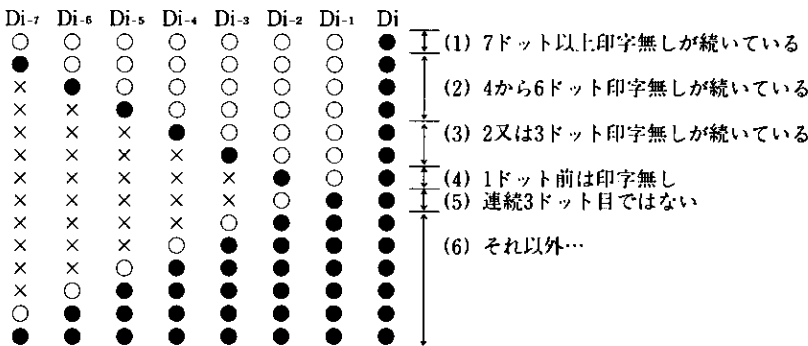 Di-7 Di-6 Di-5 Di-4 Di-3 Di-2 Di-1 Di
○ ○ ○ ○ ○ ○ ○ ● (1) 7ドット以上印字無しが続いている
● ○ ○ ○ ○ ○ ○ ●
× ● ○ ○ ○ ○ ○ ● (2) 4から6ドット印字無しが続いている
× × ● ○ ○ ○ ○ ●
× × × ● ○ ○ ○ ● (3) 2又は3ドット印字無しが続いている
× × × × ● ○ ○ ●
× × × × × ● ○ ● (4) 1ドット前は印字無し
× × × × × ○ ● ● (5) 連続3ドット目ではない
× × × × ○ ● ● ●
× × × ○ ● ● ● ● (6) それ以外…
× × ○ ● ● ● ● ●
× ○ ● ● ● ● ● ●
○ ● ● ● ● ● ● ●
● ● ● ● ● ● ● ●